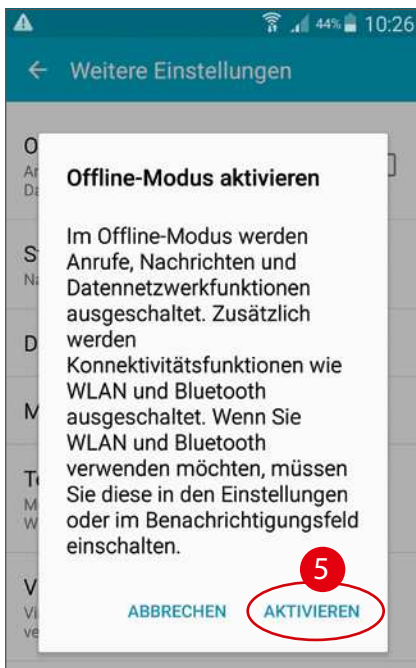 44% 10:26
Weitere Einstellungen
Offline-Modus aktivieren
Im Offline-Modus werden
Anrufe, Nachrichten und
Datennetzwerkfunktionen
ausgeschaltet. Zusätzlich
werden
Konnektivitätsfunktionen wie
WLAN und Bluetooth
ausgeschaltet. Wenn Sie
WLAN und Bluetooth
verwenden möchten, müssen
Sie diese in den Einstellungen
oder im Benachrichtigungsfeld
einschalten.
5
ABBRECHEN AKTIVIEREN